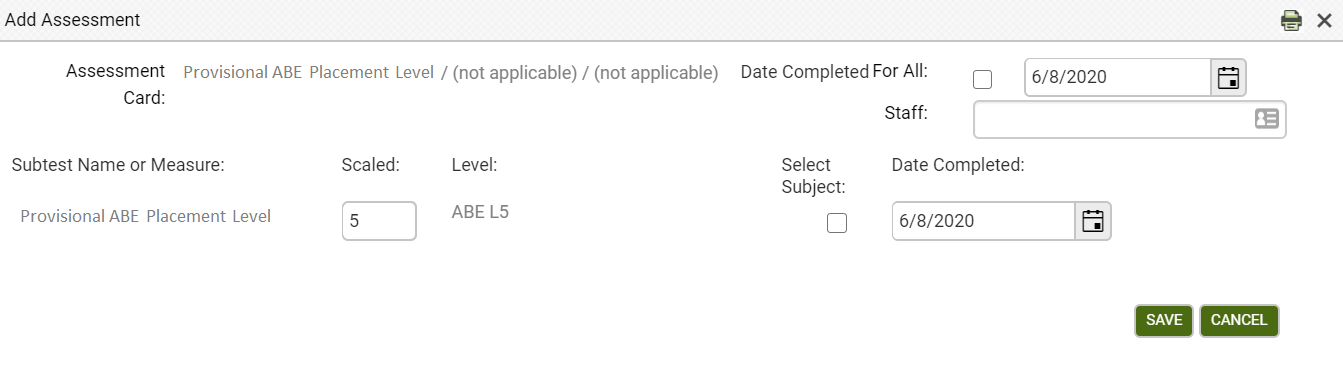 Add Assessment
Assessment Card: Provisional ABE Placement Level / (not applicable) / (not applicable) Date Completed For All: 6/8/2020
Staff:
Subtest Name or Measure: Scaled: Level: Select Subject: Date Completed:
Provisional ABE Placement Level 5 ABE L5 6/8/2020
SAVE CANCEL